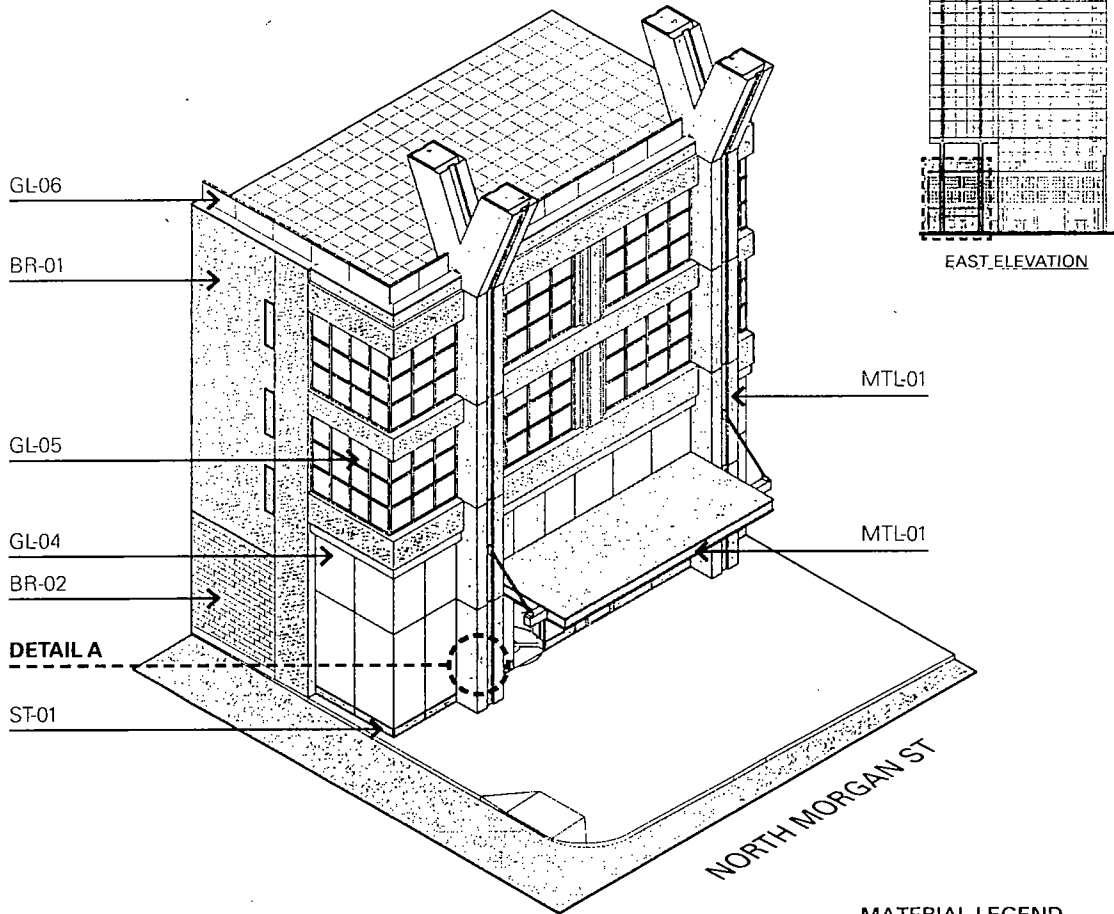 GL-06
BR-01
GL-05
GL-04
BR-02
DETAIL A
ST-01
EAST ELEVATION
MTL-01
MTL-01
NORTH MORGAN ST
MATERIAL LEGEND